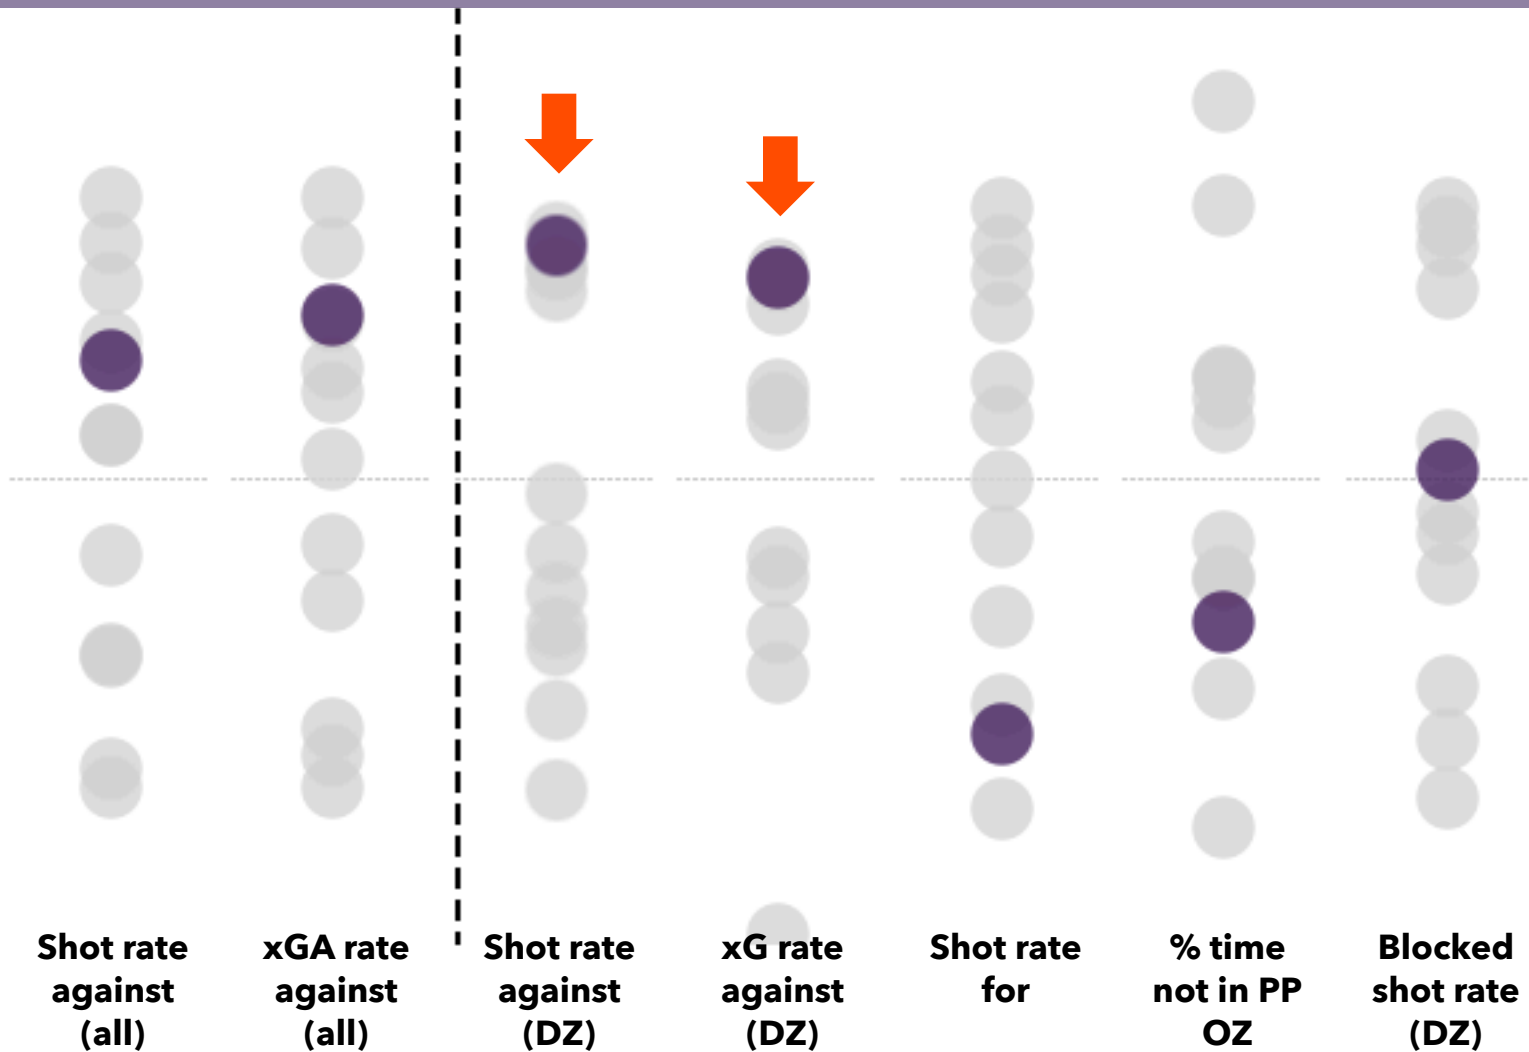 Shot rate
against
(all)
xGA rate
against
(all)
Shot rate
against
(DZ)
xG rate
against
(DZ)
Shot rate
for
% time
not in PP
OZ
Blocked
shot rate
(DZ)